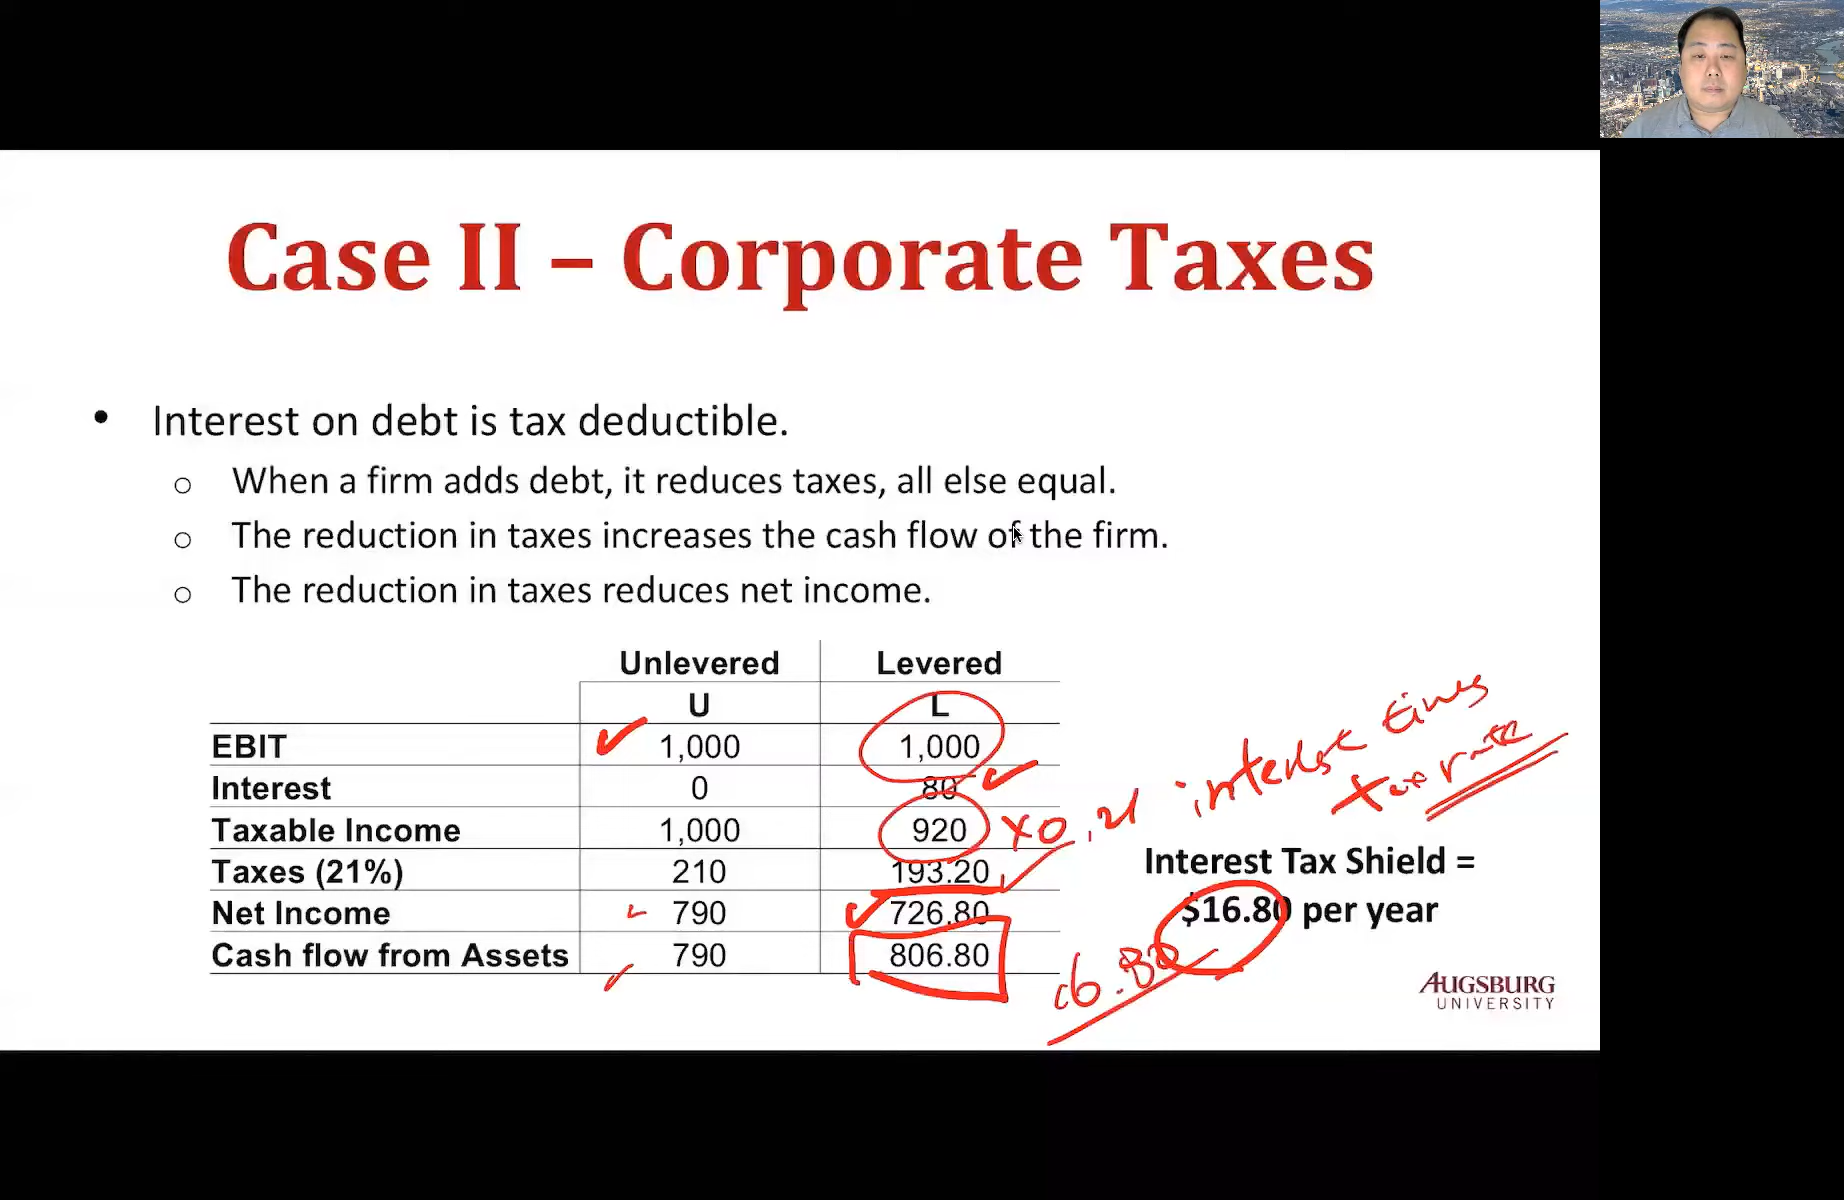 Case II – Corporate Taxes
• Interest on debt is tax deductible.
o When a firm adds debt, it reduces taxes, all else equal.
o The reduction in taxes increases the cash flow of the firm.
o The reduction in taxes reduces net income.
Unlevered Levered
U L
EBIT 1,000 1,000
Interest 0 80
Taxable Income 1,000 920
Taxes (21%) 210 193.20
Net Income 790 726.80
Cash flow from Assets 790 806.80
x0.21 interest times
tax rate
Interest Tax Shield =
$16.80 per year
16.80
AUGSBURG
UNIVERSITY